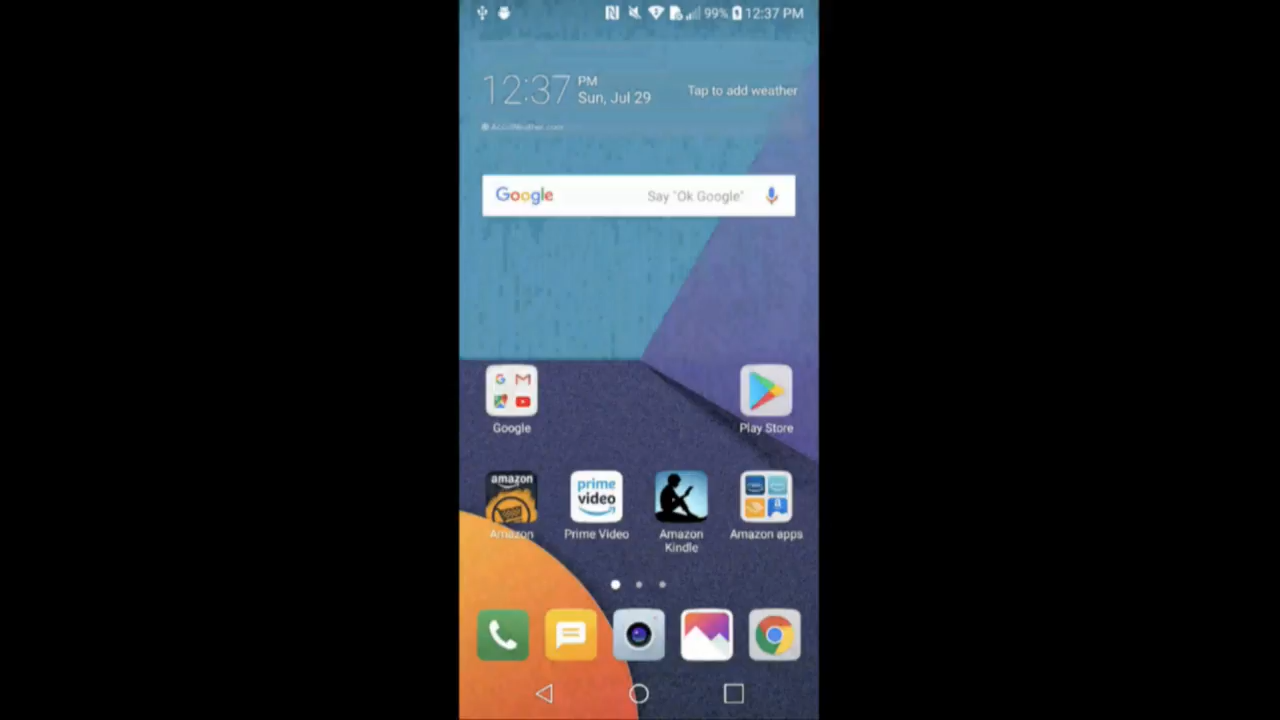 99% 12:37 PM
12:37 PM
Sun, Jul 29
Tap to add weather
AccuWeather.com
Google Say "Ok Google"
Google
Play Store
amazon
prime video
Amazon
Prime Video
Amazon Kindle
Amazon apps